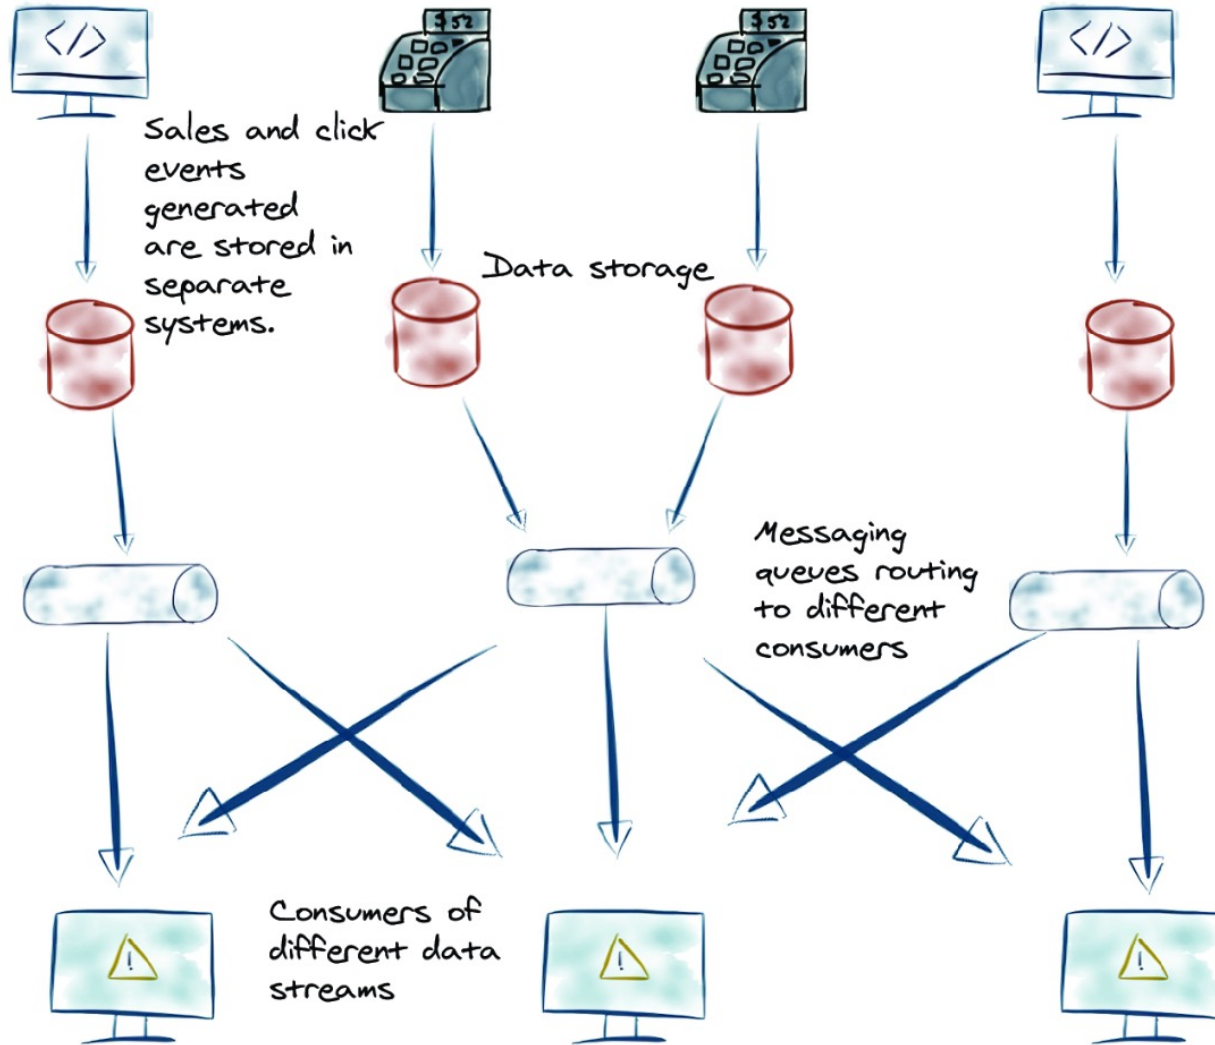 </>
$52
$52
</>
Sales and click
events
generated
are stored in
separate
systems.
Data storage
Messaging
queues routing
to different
consumers
Consumers of
different data
streams
!
!
!